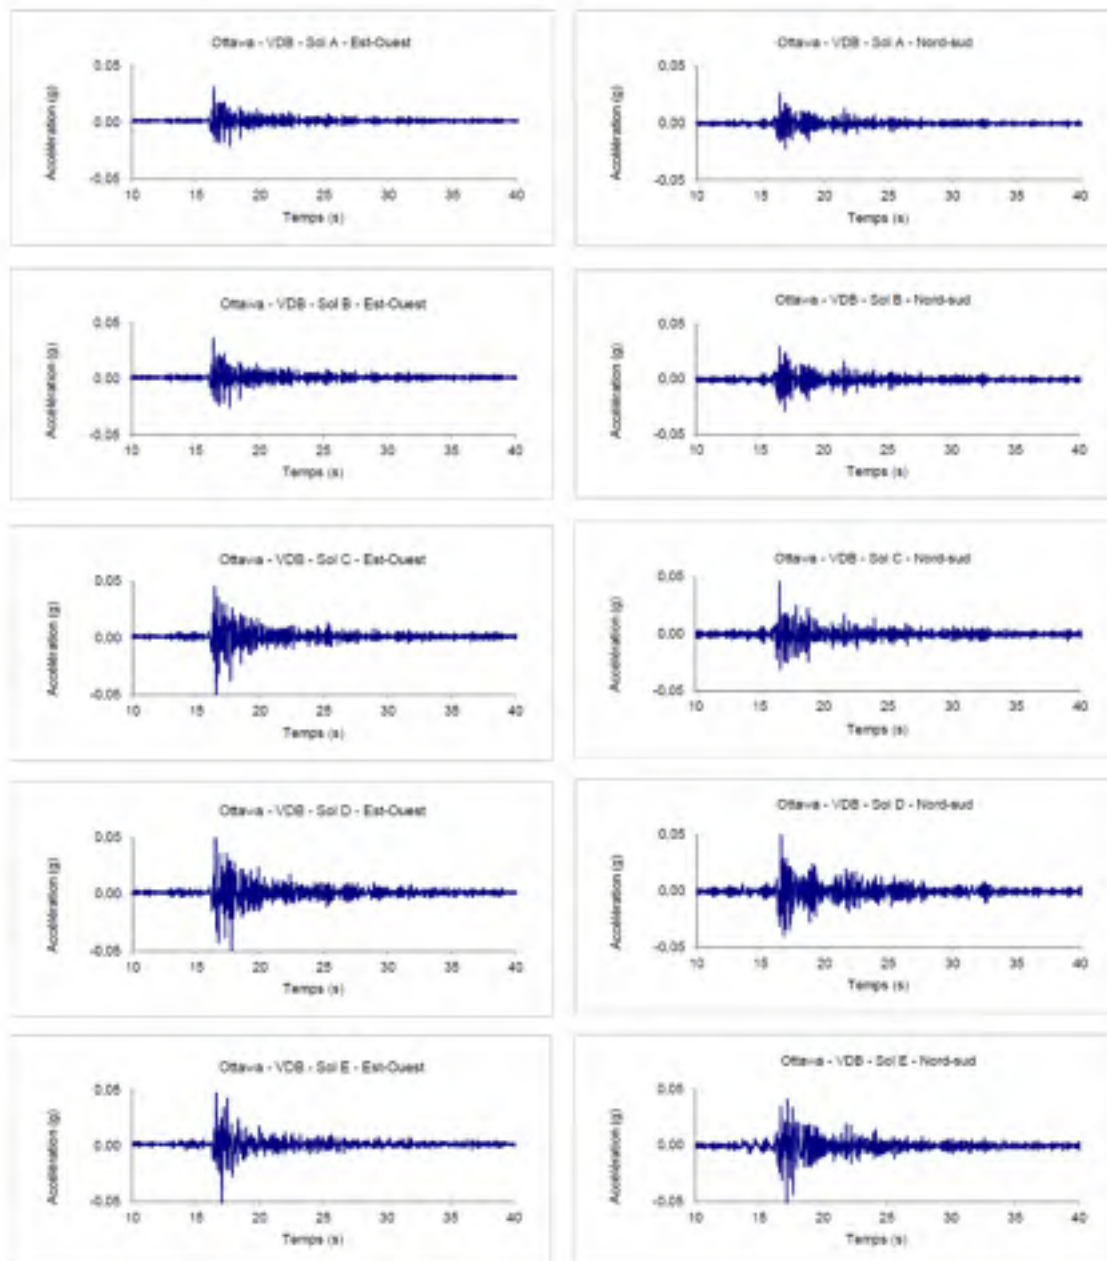 Ottawa - VDB - Sol A - Est-Ouest
0.05
0.00
-0.05
Accélération (g)
10 15 20 25 30 35 40
Temps (s)
Ottawa - VDB - Sol A - Nord-sud
0.05
0.00
-0.05
Accélération (g)
10 15 20 25 30 35 40
Temps (s)
Ottawa - VDB - Sol B - Est-Ouest
0.05
0.00
-0.05
Accélération (g)
10 15 20 25 30 35 40
Temps (s)
Ottawa - VDB - Sol B - Nord-sud
0.05
0.00
-0.05
Accélération (g)
10 15 20 25 30 35 40
Temps (s)
Ottawa - VDB - Sol C - Est-Ouest
0.05
0.00
-0.05
Accélération (g)
10 15 20 25 30 35 40
Temps (s)
Ottawa - VDB - Sol C - Nord-sud
0.05
0.00
-0.05
Accélération (g)
10 15 20 25 30 35 40
Temps (s)
Ottawa - VDB - Sol D - Est-Ouest
0.05
0.00
-0.05
Accélération (g)
10 15 20 25 30 35 40
Temps (s)
Ottawa - VDB - Sol D - Nord-sud
0.05
0.00
-0.05
Accélération (g)
10 15 20 25 30 35 40
Temps (s)
Ottawa - VDB - Sol E - Est-Ouest
0.05
0.00
-0.05
Accélération (g)
10 15 20 25 30 35 40
Temps (s)
Ottawa - VDB - Sol E - Nord-sud
0.05
0.00
-0.05
Accélération (g)
10 15 20 25 30 35 40
Temps (s)